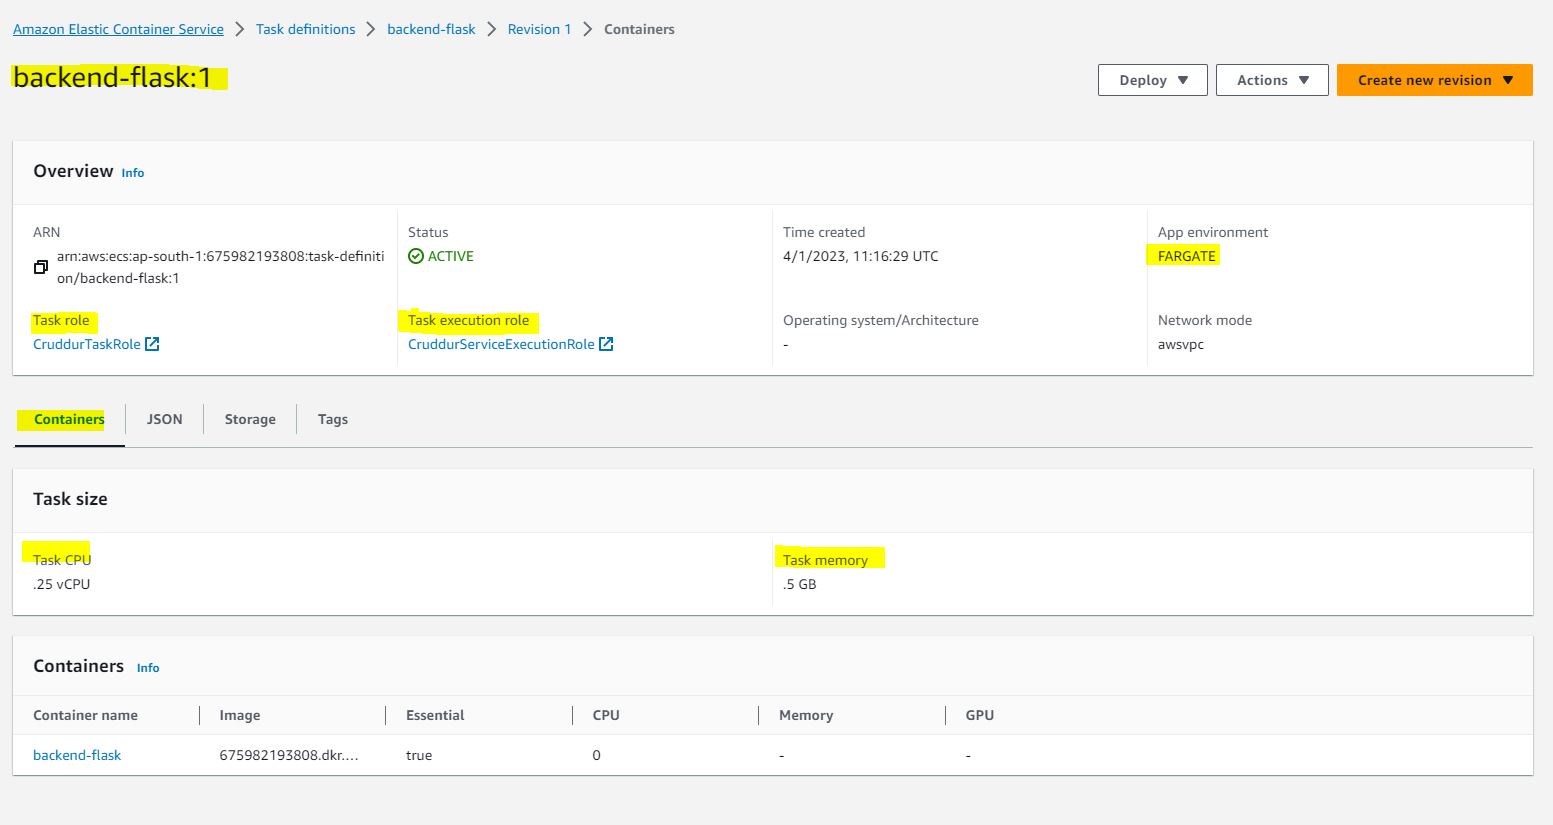 Amazon Elastic Container Service > Task definitions > backend-flask > Revision 1 > Containers
backend-flask:1
Deploy Actions Create new revision
Overview Info
ARN
arn:aws:ecs:ap-south-1:675982193808:task-definiti
on/backend-flask:1
Status
ACTIVE
Time created
4/1/2023, 11:16:29 UTC
App environment
FARGATE
Task role
CruddurTaskRole
Task execution role
CruddurServiceExecutionRole
Operating system/Architecture
-
Network mode
awsvpc
Containers JSON Storage Tags
Task size
Task CPU
.25 vCPU
Task memory
.5 GB
Containers Info
Container name Image Essential CPU Memory GPU
backend-flask 675982193808.dkr.... true 0 - -